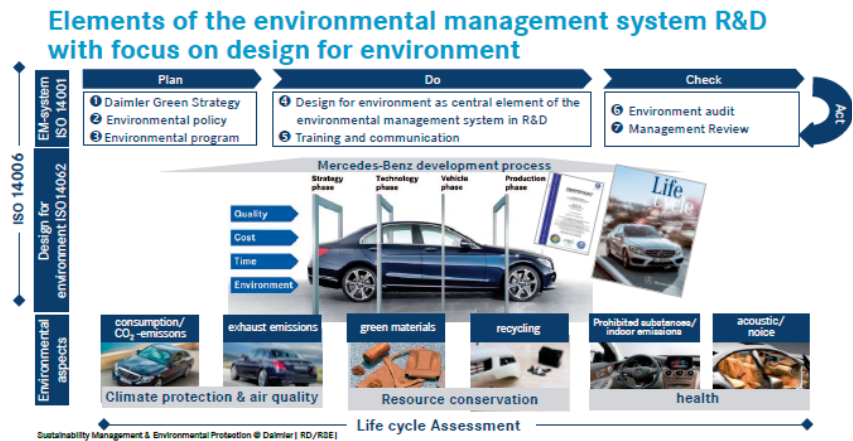 Elements of the environmental management system R&D
with focus on design for environment
Plan
Do
Check
Act
EM-system
ISO 14001
❶ Daimler Green Strategy
❷ Environmental policy
❸ Environmental program
❹ Design for environment as central element of the
environmental management system in R&D
❺ Training and communication
❻ Environment audit
❼ Management Review
ISO 14006
Design for
environment ISO14062
Mercedes-Benz development process
Strategy
phase
Technology
phase
Vehicle
phase
Production
phase
Quality
Cost
Time
Environment
Life
cycle
Environmental
aspects
consumption/
CO₂ -emissons
exhaust emissions
green materials
recycling
Prohibited substances/
indoor emissions
acoustic/
noice
Climate protection & air quality
Resource conservation
health
Life cycle Assessment
Sustainability Management & Environmental Protection @ Daimler | RD/RSE|